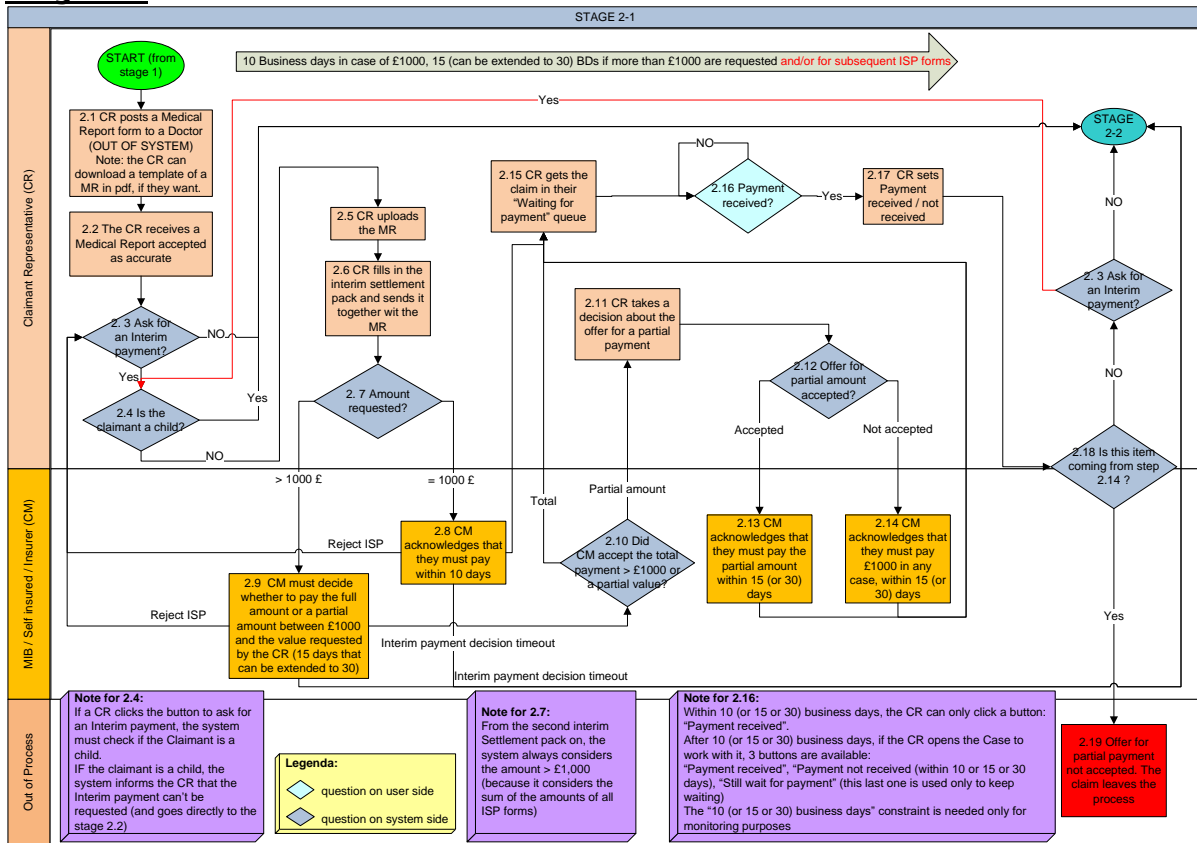 STAGE 2-1
Claimant Representative (CR)
START (from
stage 1)
10 Business days in case of £1000, 15 (can be extended to 30) BDs if more than £1000 are requested and/or for subsequent ISP forms
Yes
2.1 CR posts a Medical
Report form to a Doctor
(OUT OF SYSTEM)
Note: the CR can
download a template of a
MR in pdf, if they want.
2.2 The CR receives a
Medical Report accepted
as accurate
2. 3 Ask for
an Interim
payment?
NO
Yes
2.4 Is the
claimant a child?
Yes
NO
2.5 CR uploads
the MR
2.6 CR fills in the
interim settlement
pack and sends it
together wit the
MR
2. 7 Amount
requested?
> 1000 £
= 1000 £
2.15 CR gets the
claim in their
“Waiting for
payment” queue
NO
2.16 Payment
received?
Yes
2.17 CR sets
Payment
received / not
received
2.11 CR takes a
decision about the
offer for a partial
payment
2.12 Offer for
partial amount
accepted?
Accepted
Not accepted
STAGE
2-2
NO
2. 3 Ask for
an Interim
payment?
NO
2.18 Is this item
coming from step
2.14 ?
Yes
MIB / Self insured / Insurer (CM)
Reject ISP
2.8 CM
acknowledges that
they must pay
within 10 days
Reject ISP
2.9 CM must decide
whether to pay the full
amount or a partial
amount between £1000
and the value requested
by the CR (15 days that
can be extended to 30)
Total
Partial amount
2.10 Did
CM accept the total
payment > £1000 or
a partial value?
Interim payment decision timeout
Interim payment decision timeout
2.13 CM
acknowledges that
they must pay the
partial amount
within 15 (or 30)
days
2.14 CM
acknowledges that
they must pay
£1000 in any
case, within 15 (or
30) days
Out of Process
Note for 2.4:
If a CR clicks the button to ask for
an Interim payment, the system
must check if the Claimant is a
child.
IF the claimant is a child, the
system informs the CR that the
Interim payment can’t be
requested (and goes directly to the
stage 2.2)
Legenda:
question on user side
question on system side
Note for 2.7:
From the second interim
Settlement pack on, the
system always considers
the amount > £1,000
(because it considers the
sum of the amounts of all
ISP forms)
Note for 2.16:
Within 10 (or 15 or 30) business days, the CR can only click a button:
“Payment received”.
After 10 (or 15 or 30) business days, if the CR opens the Case to
work with it, 3 buttons are available:
“Payment received”, “Payment not received (within 10 or 15 or 30
days), “Still wait for payment” (this last one is used only to keep
waiting)
The “10 (or 15 or 30) business days” constraint is needed only for
monitoring purposes
2.19 Offer for
partial payment
not accepted. The
claim leaves the
process